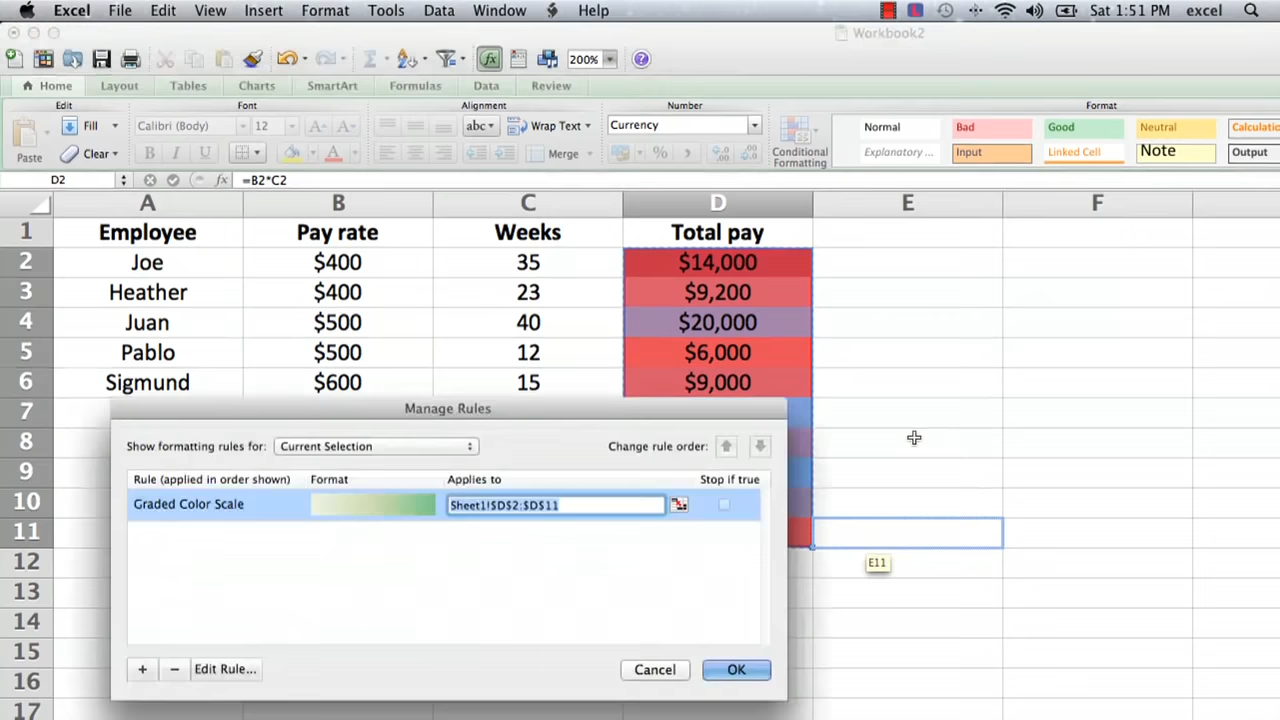 Excel File Edit View Insert Format Tools Data Window Help Sat 1:51 PM excel
Workbook2
200%
Home Layout Tables Charts SmartArt Formulas Data Review
Edit Font Alignment Number Format
Fill Calibri (Body) 12 abc Wrap Text Currency Normal Bad Good Neutral Calculatio
Paste Clear Merge Conditional Formatting Explanatory ... Input Linked Cell Note Output
D2 fx =B2*C2
A B C D E F
1 Employee Pay rate Weeks Total pay
2 Joe $400 35 $14,000
3 Heather $400 23 $9,200
4 Juan $500 40 $20,000
5 Pablo $500 12 $6,000
6 Sigmund $600 15 $9,000
7
Manage Rules
8
Show formatting rules for: Current Selection Change rule order:
9
Rule (applied in order shown) Format Applies to Stop if true
10
Graded Color Scale Sheet1!$D$2:$D$11
11
12
E11
13
14
15
+ − Edit Rule... Cancel OK
16
17